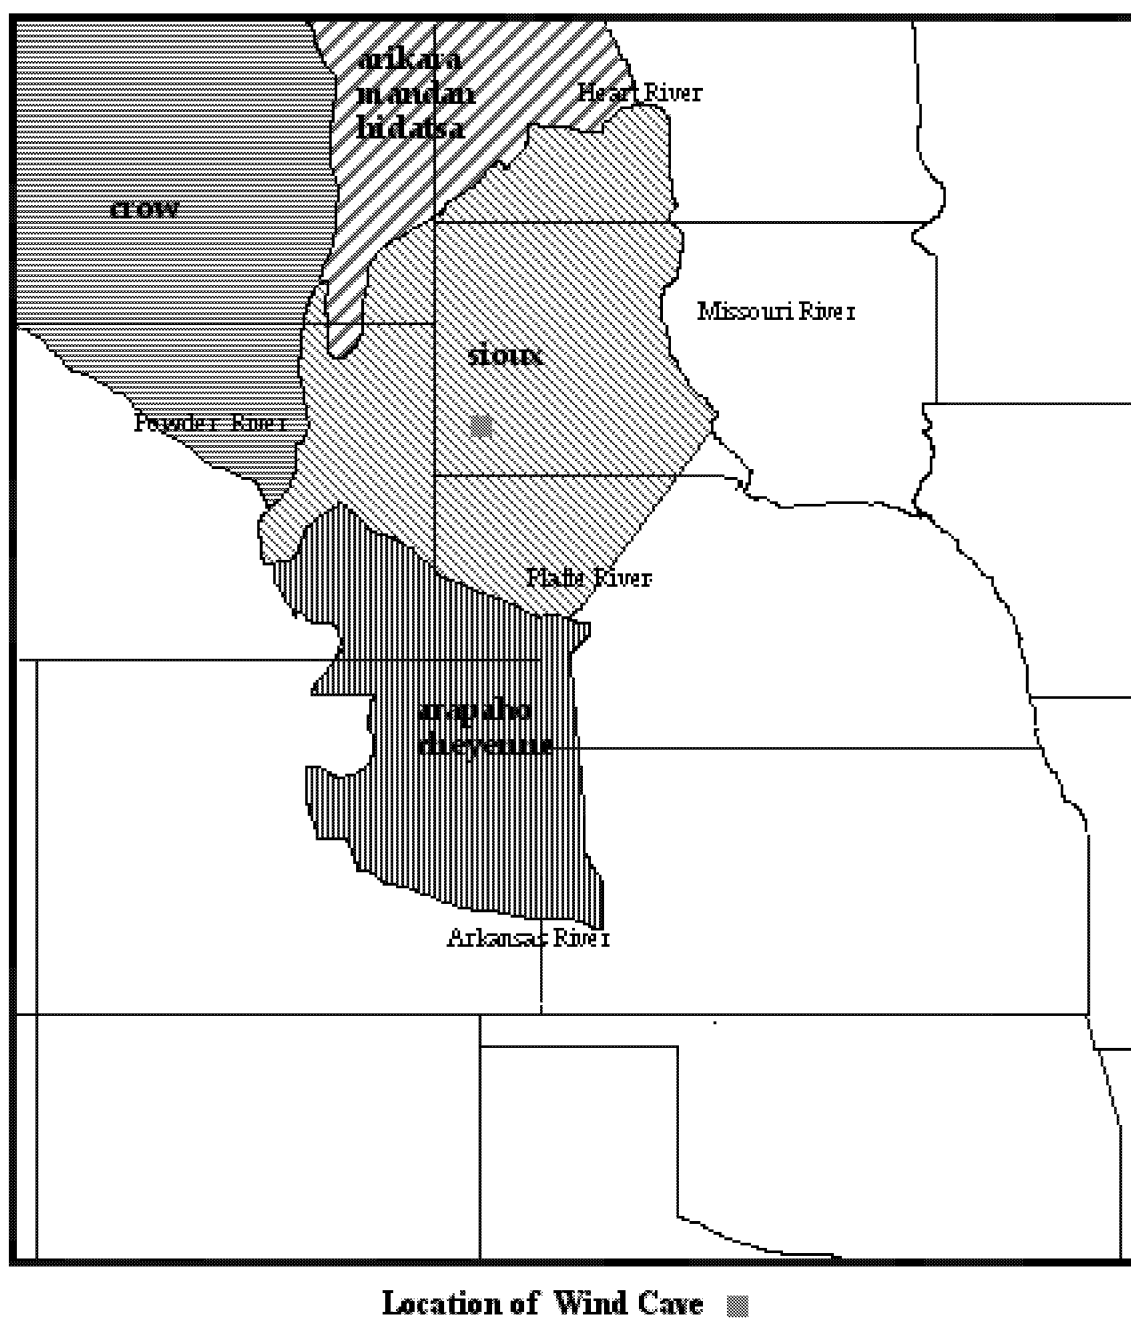 arikara
mandan
hidatsa
Heart River
crow
Missouri River
sioux
Powder River
Platte River
arapaho
cheyenne
Arkansas River
Location of Wind Cave